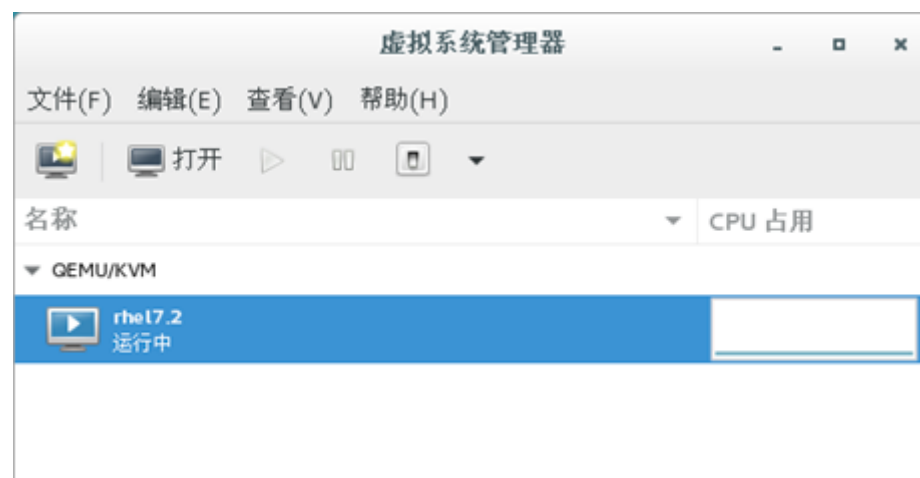 虚拟系统管理器
文件(F) 编辑(E) 查看(V) 帮助(H)
打开
名称 CPU 占用
QEMU/KVM
rhel7.2
运行中